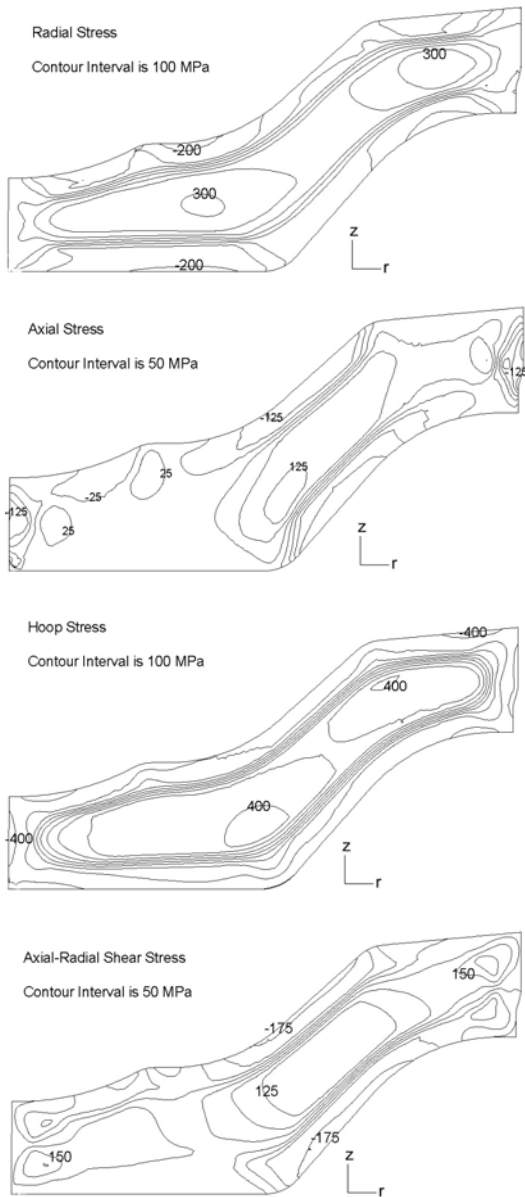 Radial Stress
Contour Interval is 100 MPa
300
-200
300
-200
z
r
Axial Stress
Contour Interval is 50 MPa
-125
-125
25
-25
125
-125
25
z
r
Hoop Stress
Contour Interval is 100 MPa
-400
400
400
-400
z
r
Axial-Radial Shear Stress
Contour Interval is 50 MPa
150
-175
125
150
-175
z
r